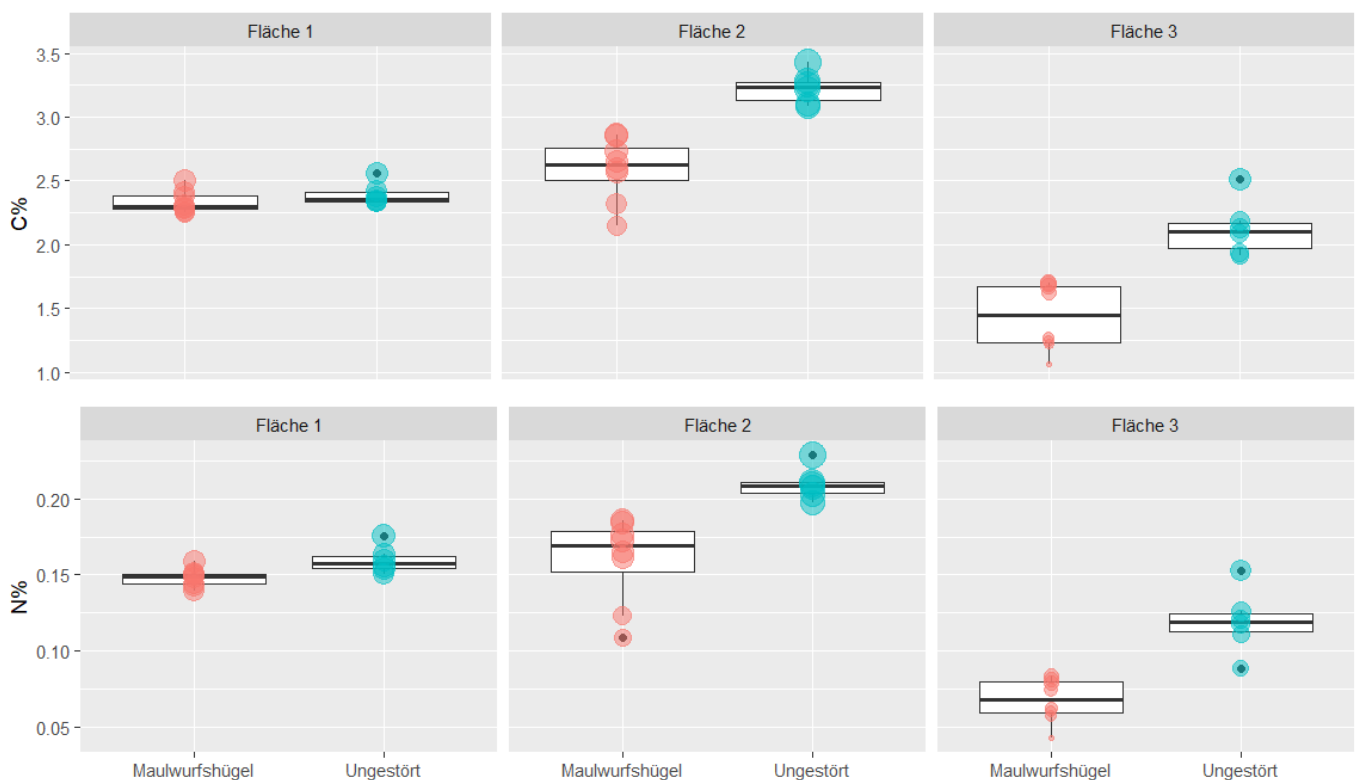 Fläche 1 Fläche 2 Fläche 3
3.5
3.0
2.5
2.0
1.5
1.0
C%
Fläche 1 Fläche 2 Fläche 3
0.20
0.15
0.10
0.05
N%
Maulwurfshügel Ungestört Maulwurfshügel Ungestört Maulwurfshügel Ungestört